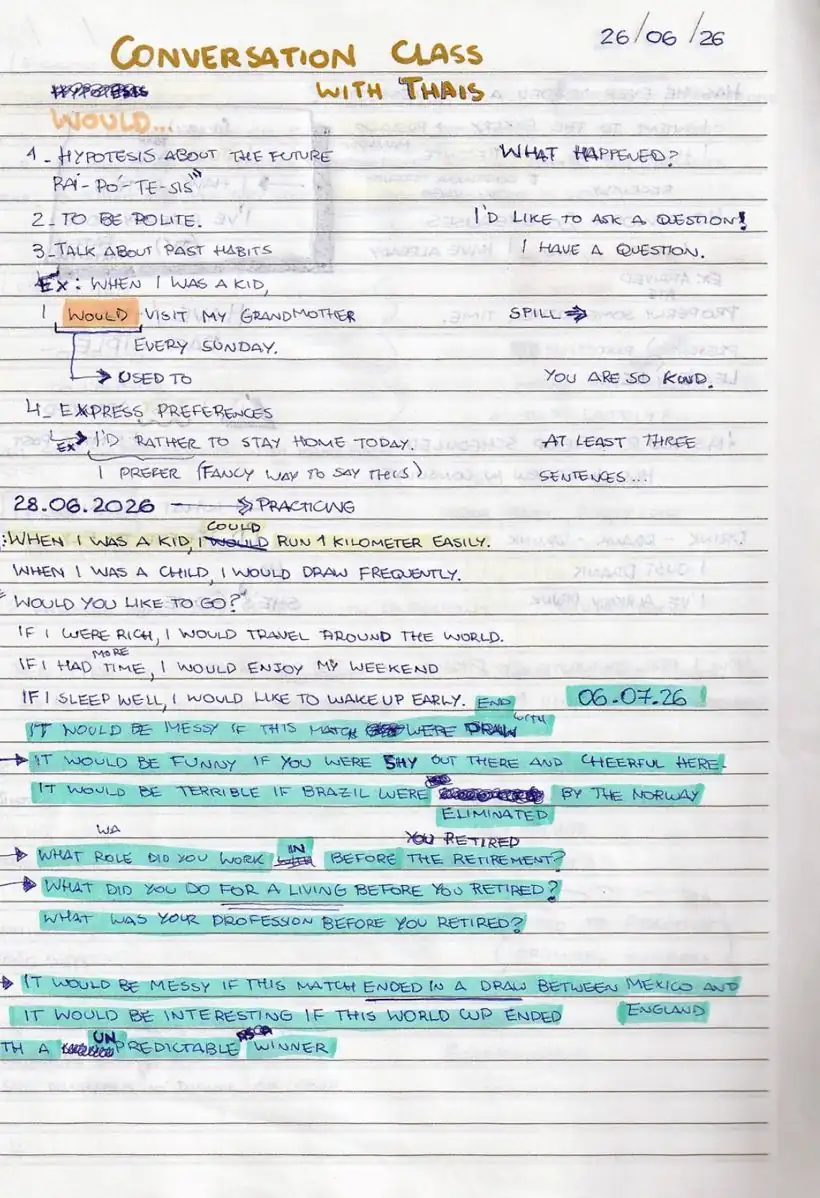 26/06/26
CONVERSATION CLASS
WITH THAIS
WOULD...
1- HYPOTESIS ABOUT THE FUTURE
WHAT HAPPENED?
RAI-PÓ-TE-SIS"
2- TO BE POLITE.
I'D LIKE TO ASK A QUESTION!
3-TALK ABOUT PAST HABITS
I HAVE A QUESTION.
EX: WHEN I WAS A KID,
I WOULD VISIT MY GRANDMOTHER
SPILL
EVERY SUNDAY.
→ USED TO
YOU ARE SO KIND.
4- EXPRESS PREFERENCES
EX → I'D RATHER TO STAY HOME TODAY.
AT LEAST THREE
I PREFER (FANCY WAY TO SAY THIS)
SENTENCES...
28.06.2026 → PRACTICING
COULD
:WHEN I WAS A KID, I WOULD RUN 1 KILOMETER EASILY.
WHEN I WAS A CHILD, I WOULD DRAW FREQUENTLY.
WOULD YOU LIKE TO GO?
IF I WERE RICH, I WOULD TRAVEL AROUND THE WORLD.
MORE
IF I HAD TIME, I WOULD ENJOY MY WEEKEND
IF I SLEEP WELL, I WOULD LIKE TO WAKE UP EARLY. END
06.07.26
WITH
IT WOULD BE MESSY IF THIS MATCH WERE DRAW
→ IT WOULD BE FUNNY IF YOU WERE SHY OUT THERE AND CHEERFUL HERE.
IT WOULD BE TERRIBLE IF BRAZIL WERE BY THE NORWAY
ELIMINATED
WA
YOU RETIRED
→ WHAT ROLE DID YOU WORK IN BEFORE THE RETIREMENT?
→ WHAT DID YOU DO FOR A LIVING BEFORE YOU RETIRED?
WHAT WAS YOUR PROFESSION BEFORE YOU RETIRED?
→ IT WOULD BE MESSY IF THIS MATCH ENDED IN A DRAW BETWEEN MEXICO AND
ENGLAND
IT WOULD BE INTERESTING IF THIS WORLD CUP ENDED
TH A UNPREDICTABLE WINNER